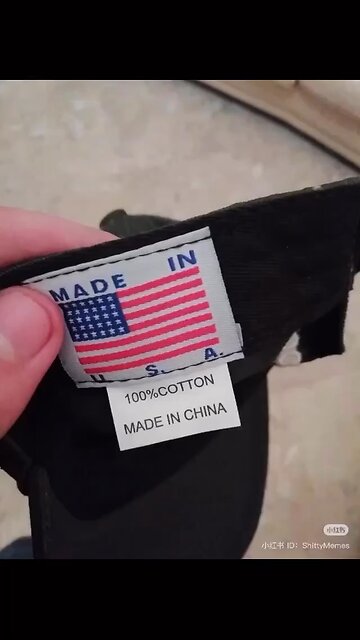 MADE IN
U. S. A.
100%COTTON
MADE IN CHINA
小红书
小红书 ID: ShittyMemes